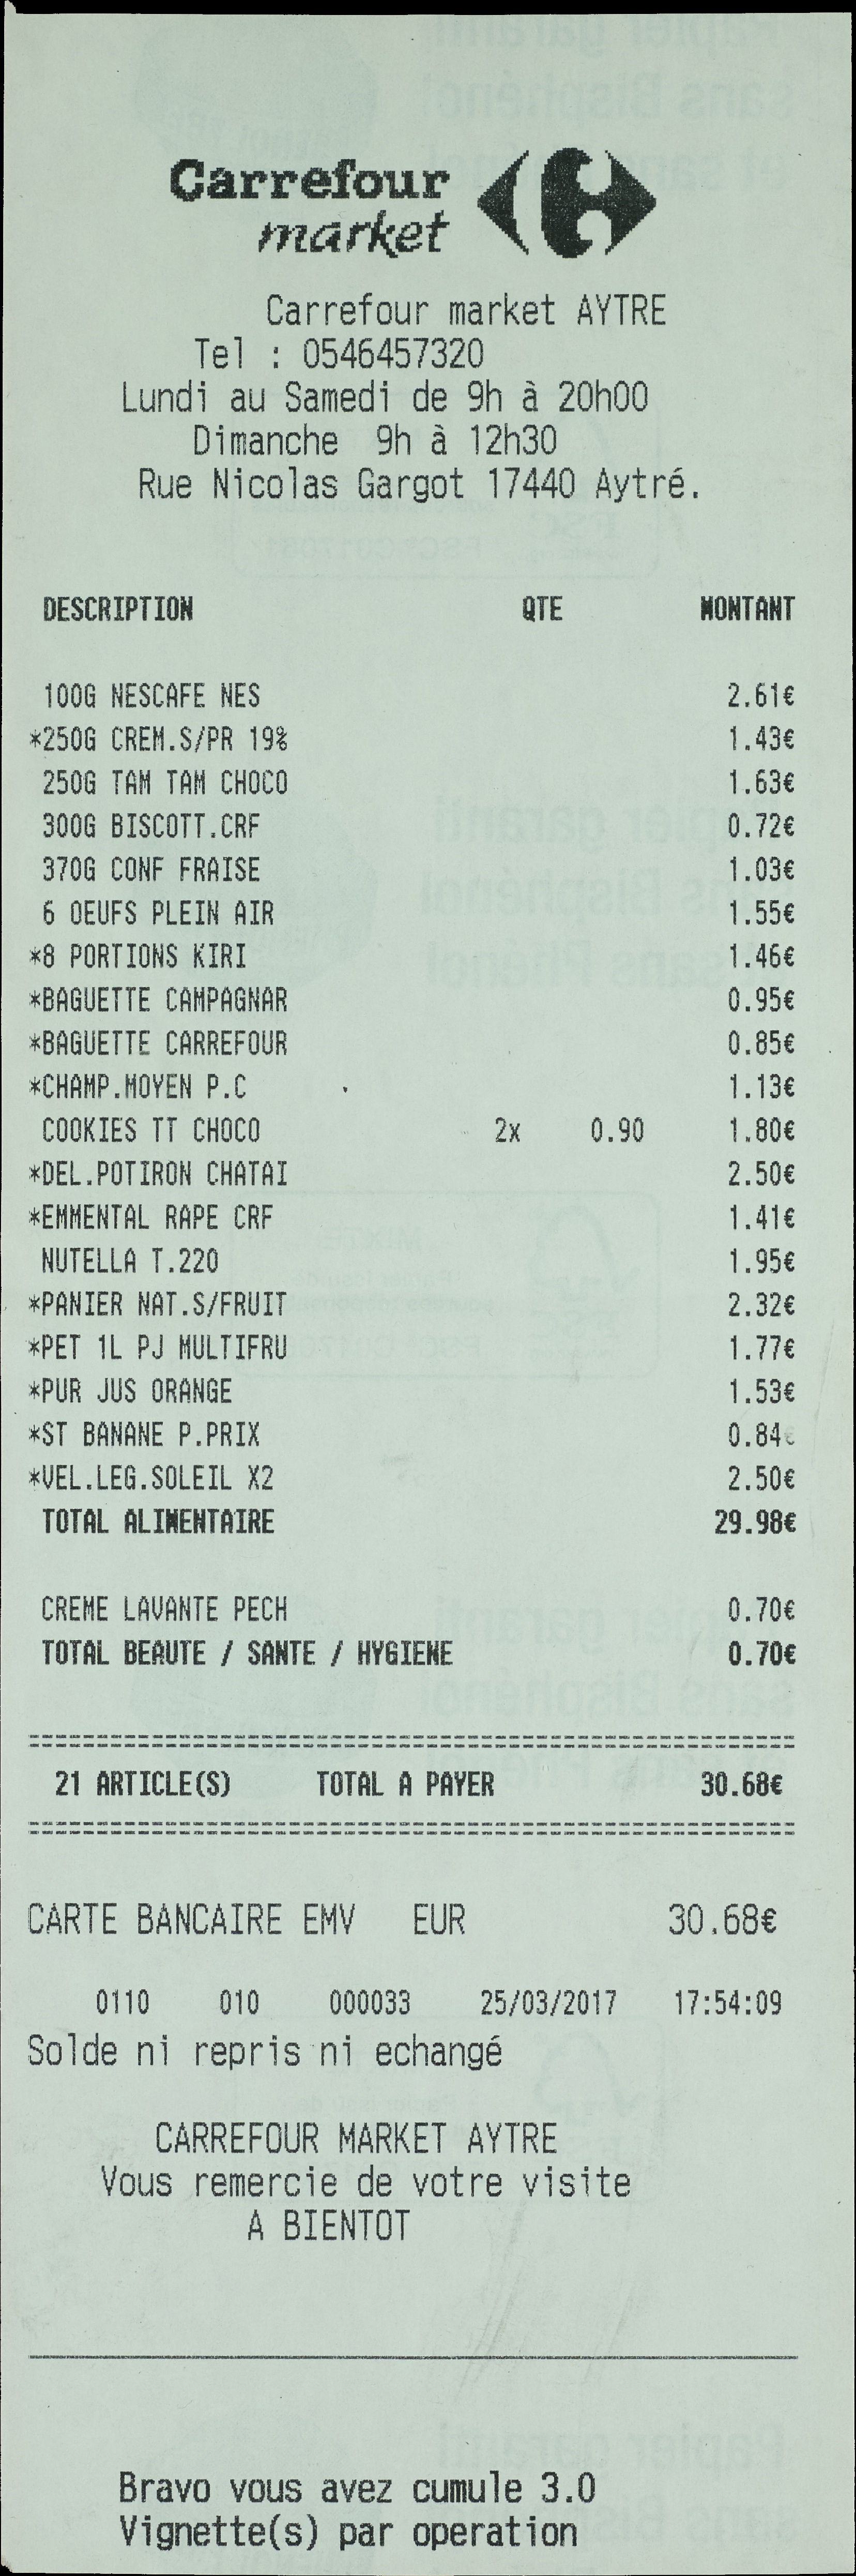 Carrefour
market
Carrefour market AYTRE
Tel : 0546457320
Lundi au Samedi de 9h à 20h00
Dimanche 9h à 12h30
Rue Nicolas Gargot 17440 Aytré.
DESCRIPTION QTE MONTANT
100G NESCAFE NES 2.61€
*250G CREM.S/PR 19% 1.43€
250G TAM TAM CHOCO 1.63€
300G BISCOTT.CRF 0.72€
370G CONF FRAISE 1.03€
6 OEUFS PLEIN AIR 1.55€
*8 PORTIONS KIRI 1.46€
*BAGUETTE CAMPAGNAR 0.95€
*BAGUETTE CARREFOUR 0.85€
*CHAMP.MOYEN P.C 1.13€
COOKIES TT CHOCO 2x 0.90 1.80€
*DEL.POTIRON CHATAI 2.50€
*EMMENTAL RAPE CRF 1.41€
NUTELLA T.220 1.95€
*PANIER NAT.S/FRUIT 2.32€
*PET 1L PJ MULTIFRU 1.77€
*PUR JUS ORANGE 1.53€
*ST BANANE P.PRIX 0.84€
*VEL.LEG.SOLEIL X2 2.50€
TOTAL ALIMENTAIRE 29.98€
CREME LAVANTE PECH 0.70€
TOTAL BEAUTE / SANTE / HYGIENE 0.70€
21 ARTICLE(S) TOTAL A PAYER 30.68€
CARTE BANCAIRE EMV EUR 30.68€
0110 010 000033 25/03/2017 17:54:09
Solde ni repris ni echangé
CARREFOUR MARKET AYTRE
Vous remercie de votre visite
A BIENTOT
Bravo vous avez cumule 3.0
Vignette(s) par operation